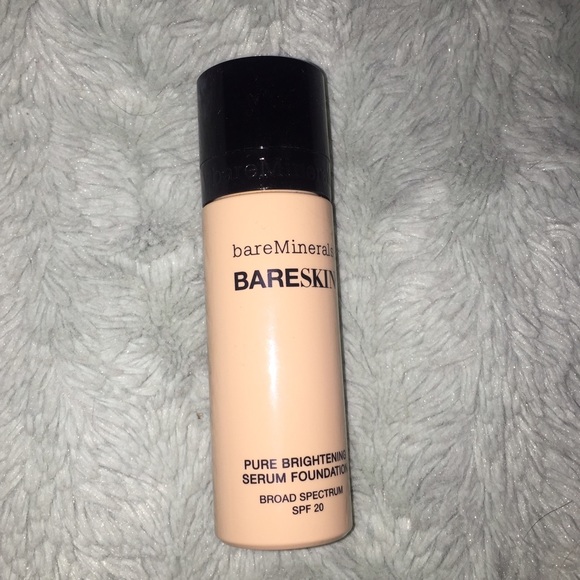 bareMinerals
BARESKIN
PURE BRIGHTENING
SERUM FOUNDATION
BROAD SPECTRUM
SPF 20